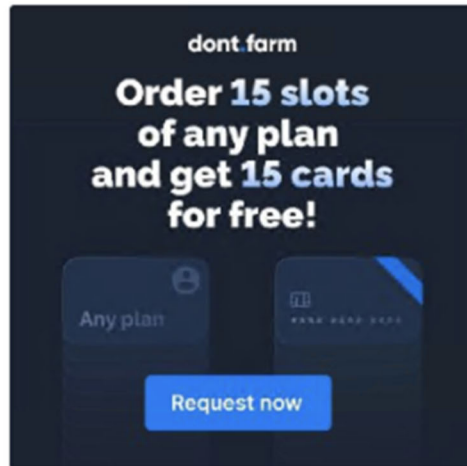 dont.farm
Order 15 slots
of any plan
and get 15 cards
for free!
Any plan
Request now